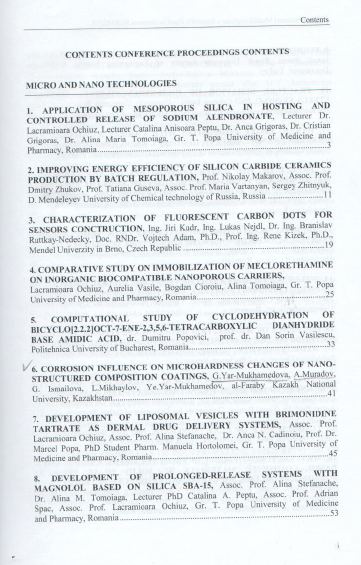 Contents
CONTENTS CONFERENCE PROCEEDINGS CONTENTS
MICRO AND NANO TECHNOLOGIES
1. APPLICATION OF MESOPOROUS SILICA IN HOSTING AND
CONTROLLED RELEASE OF SODIUM ALENDRONATE, Lecturer Dr.
Lacramioara Ochiuz, Lecturer Catalina Anisoara Peptu, Dr. Anca Grigoras, Dr. Cristian
Grigoras, Dr. Alina Maria Tomoiaga, Gr. T. Popa University of Medicine and
Pharmacy, Romania...........3
2. IMPROVING ENERGY EFFICIENCY OF SILICON CARBIDE CERAMICS
PRODUCTION BY BATCH REGULATION, Prof. Nikolay Makarov, Assoc. Prof.
Dmitry Zhukov, Prof. Tatiana Guseva, Assoc. Prof. Maria Vartanyan, Sergey Zhitnyuk,
D. Mendeleyev University of Chemical technology of Russia, Russia...........11
3. CHARACTERIZATION OF FLUORESCENT CARBON DOTS FOR
SENSORS CONSTRUCTION, Ing. Jiri Kudr, Ing. Lukas Nejdl, Dr. Ing. Branislav
Ruttkay-Nedecky, Doc. RNDr. Vojtech Adam, Ph.D., Prof. Ing. Rene Kizek, Ph.D.,
Mendel Univerzity in Brno, Czech Republic...........19
4. COMPARATIVE STUDY ON IMMOBILIZATION OF MECLORETHAMINE
ON INORGANIC BIOCOMPATIBLE NANOPOROUS CARRIERS,
Lacramioara Ochiuz, Aurelia Vasile, Bogdan Cioroiu, Alina Tomoiaga, Gr. T. Popa
University of Medicine and Pharmacy, Romania...........25
5. COMPUTATIONAL STUDY OF CYCLODEHYDRATION OF
BICYCLO[2.2.2]OCT-7-ENE-2,3,5,6-TETRACARBOXYLIC DIANHYDRIDE
BASE AMIDIC ACID, dr. Dumitru Popovici, prof. dr. Dan Sorin Vasilescu,
Politehnica University of Bucharest, Romania...........33
6. CORROSION INFLUENCE ON MICROHARDNESS CHANGES OF NANO-
STRUCTURED COMPOSITION COATINGS, G.Yar-Mukhamedova, A.Muradov,
G. Ismailova, L.Mikhaylov, Ye.Yar-Mukhamedov, al-Faraby Kazakh National
University, Kazakhstan...........41
7. DEVELOPMENT OF LIPOSOMAL VESICLES WITH BRIMONIDINE
TARTRATE AS DERMAL DRUG DELIVERY SYSTEMS, Assoc. Prof.
Lacramioara Ochiuz, Assoc. Prof. Alina Stefanache, Dr. Anca N. Cadinoiu, Prof. Dr.
Marcel Popa, PhD Student Pharm. Manuela Hortolomei, Gr. T. Popa University of
Medicine and Pharmacy, Romania...........45
8. DEVELOPMENT OF PROLONGED-RELEASE SYSTEMS WITH
MAGNOLOL BASED ON SILICA SBA-15, Assoc. Prof. Alina Stefanache,
Dr. Alina M. Tomoiaga, Lecturer PhD Catalina A. Peptu, Assoc. Prof. Adrian
Spac, Assoc. Prof. Lacramioara Ochiuz, Gr. T. Popa University of Medicine
and Pharmacy, Romania...........53